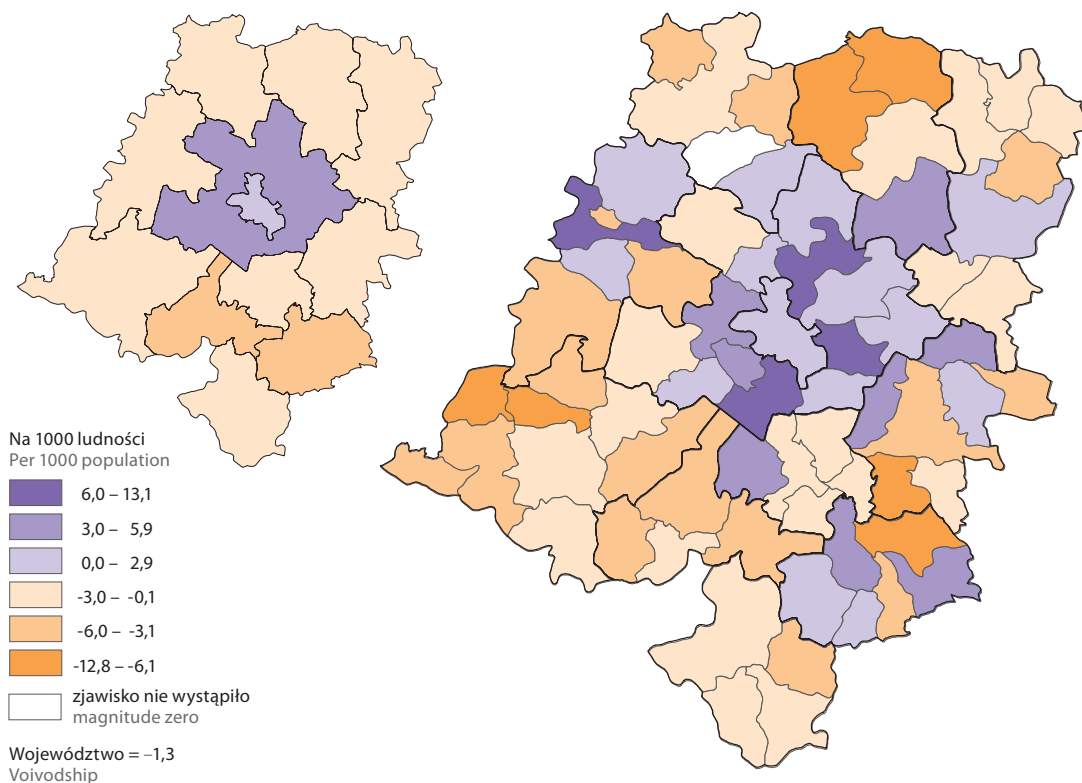 Na 1000 ludności
Per 1000 population
6,0 – 13,1
3,0 – 5,9
0,0 – 2,9
-3,0 – -0,1
-6,0 – -3,1
-12,8 – -6,1
zjawisko nie wystąpiło
magnitude zero
Województwo = –1,3
Voivodship